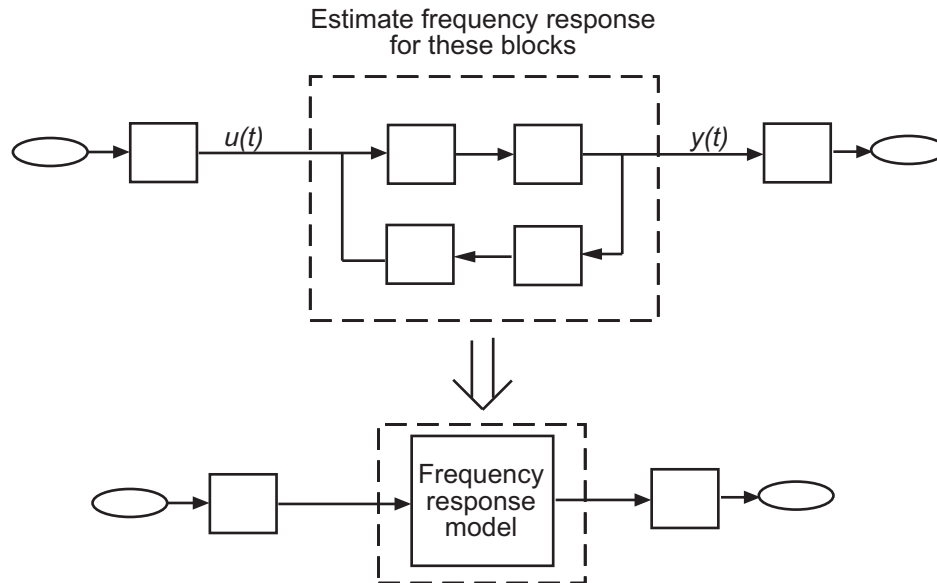 Estimate frequency response
for these blocks
u(t)
y(t)
Frequency
response
model